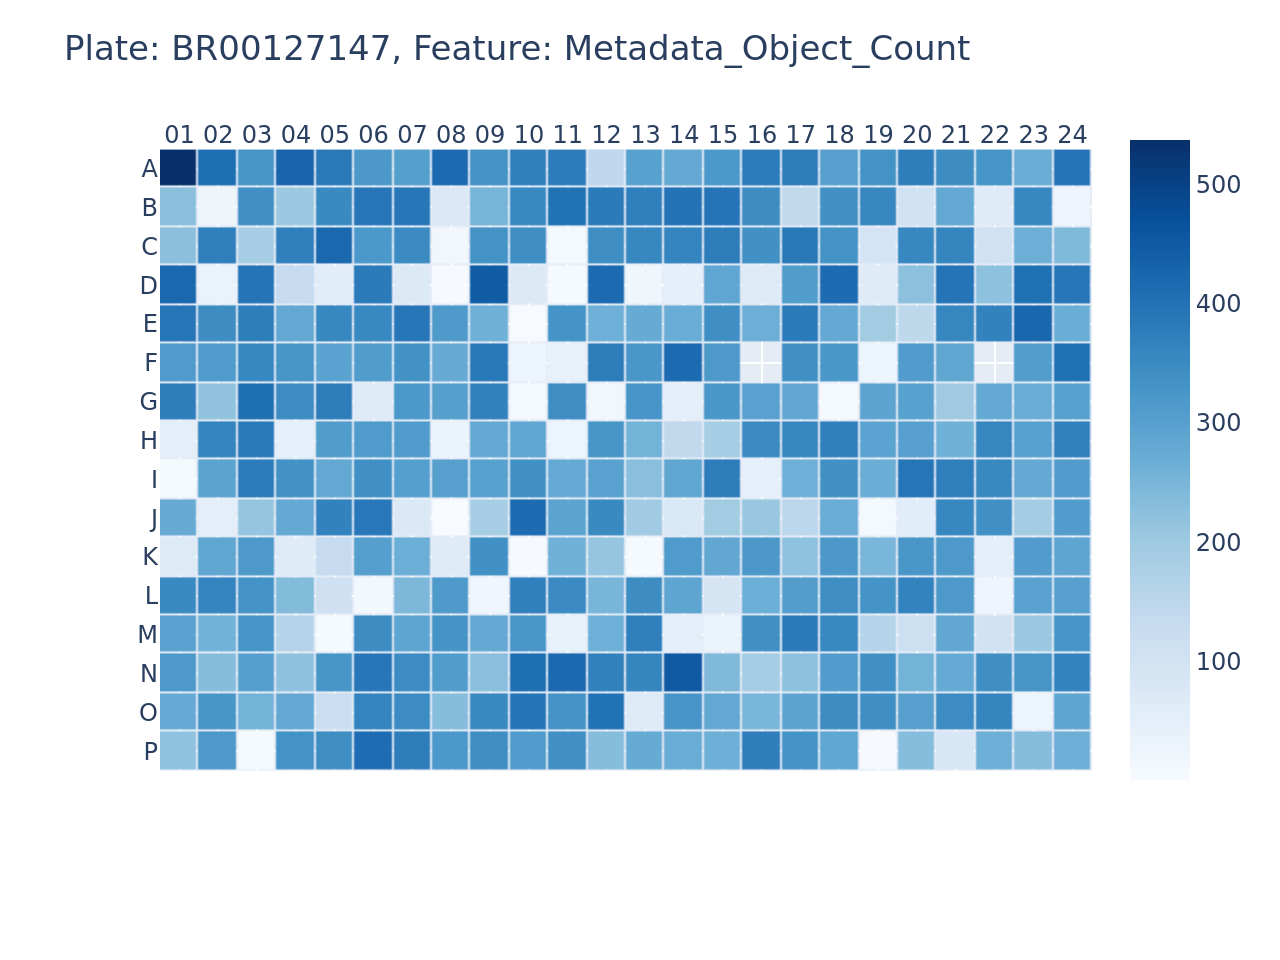 Plate: BR00127147, Feature: Metadata_Object_Count
01 02 03 04 05 06 07 08 09 10 11 12 13 14 15 16 17 18 19 20 21 22 23 24
A
B
C
D
E
F
G
H
I
J
K
L
M
N
O
P
500
400
300
200
100